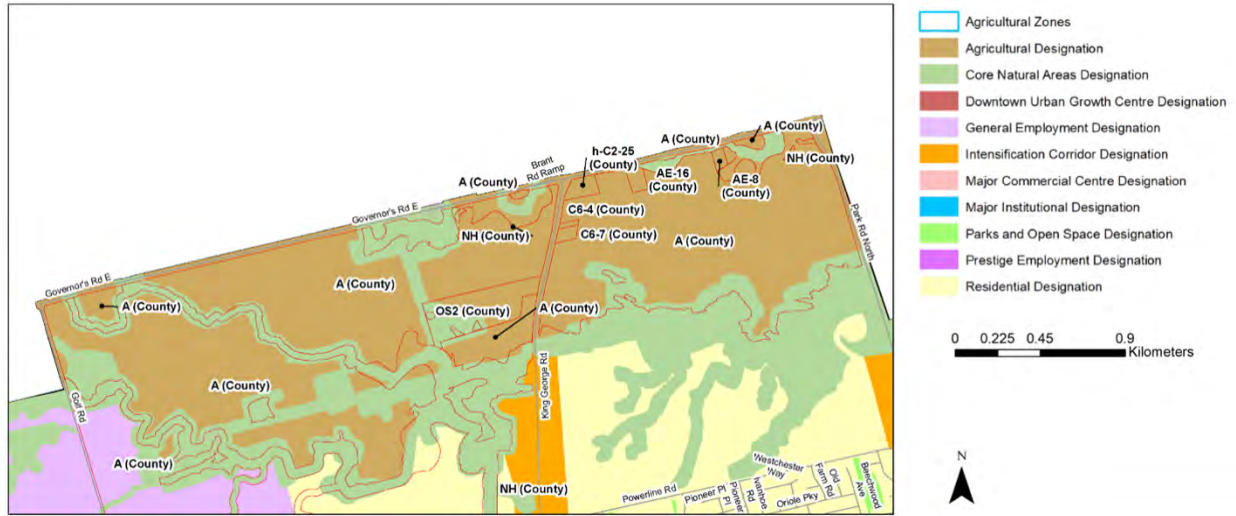 A (County)
A (County)
h-C2-25
(County)
Brant
Rd Ramp
AE-16
(County)
AE-8
(County)
NH (County)
A (County)
Governor's Rd E
C6-4 (County)
NH (County)
C6-7 (County)
A (County)
Park Rd North
Governor's Rd E
A (County)
A (County)
OS2 (County)
A (County)
King George Rd
A (County)
Golf Rd
A (County)
NH (County)
Powerline Rd
Pioneer Pl
Pioneer
Pl
Ivanhoe
Rd
Westchester
Way
Oriole Pky
Old
Farm Rd
Beechwood
Ave
Agricultural Zones
Agricultural Designation
Core Natural Areas Designation
Downtown Urban Growth Centre Designation
General Employment Designation
Intensification Corridor Designation
Major Commercial Centre Designation
Major Institutional Designation
Parks and Open Space Designation
Prestige Employment Designation
Residential Designation
0 0.225 0.45 0.9
Kilometers
N